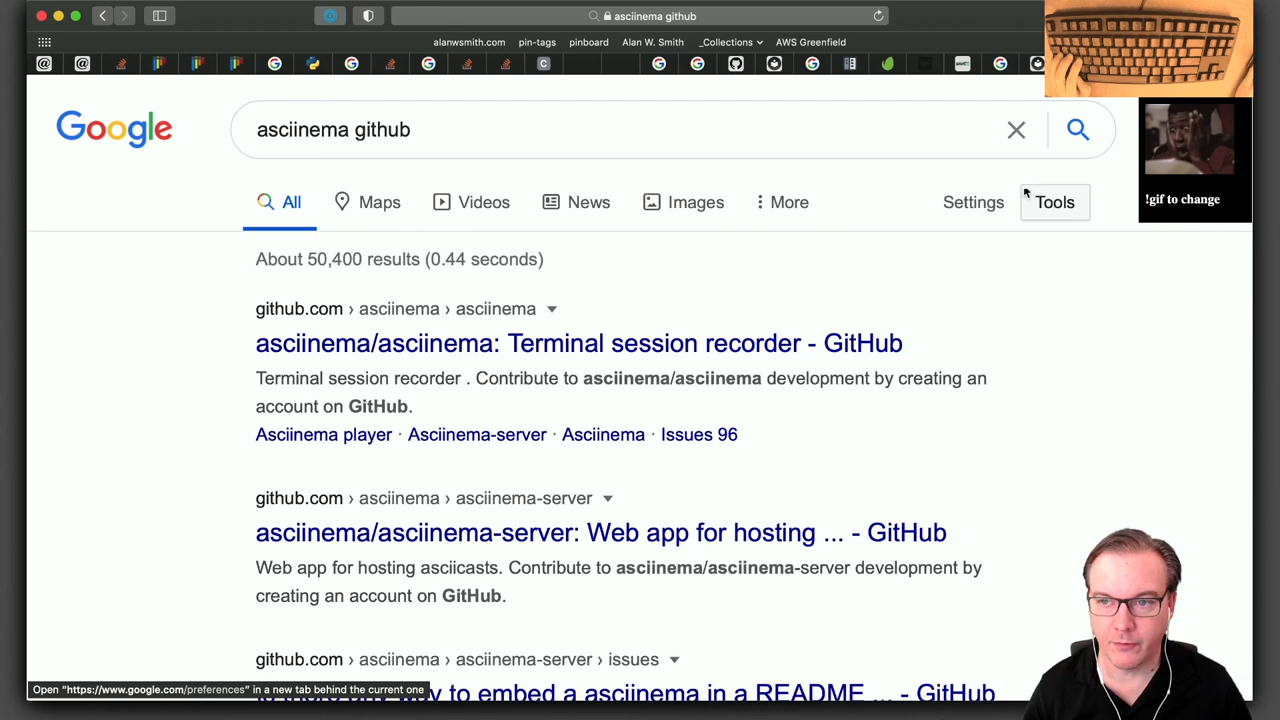 asciinema github
alanwsmith.com pin-tags pinboard Alan W. Smith _Collections AWS Greenfield
Google
asciinema github
All Maps Videos News Images More Settings Tools
!gif to change
About 50,400 results (0.44 seconds)
github.com › asciinema › asciinema
asciinema/asciinema: Terminal session recorder - GitHub
Terminal session recorder . Contribute to asciinema/asciinema development by creating an
account on GitHub.
Asciinema player · Asciinema-server · Asciinema · Issues 96
github.com › asciinema › asciinema-server
asciinema/asciinema-server: Web app for hosting ... - GitHub
Web app for hosting asciicasts. Contribute to asciinema/asciinema-server development by
creating an account on GitHub.
github.com › asciinema › asciinema-server › issues
way to embed a asciinema in a README ... - GitHub
Open "https://www.google.com/preferences" in a new tab behind the current one